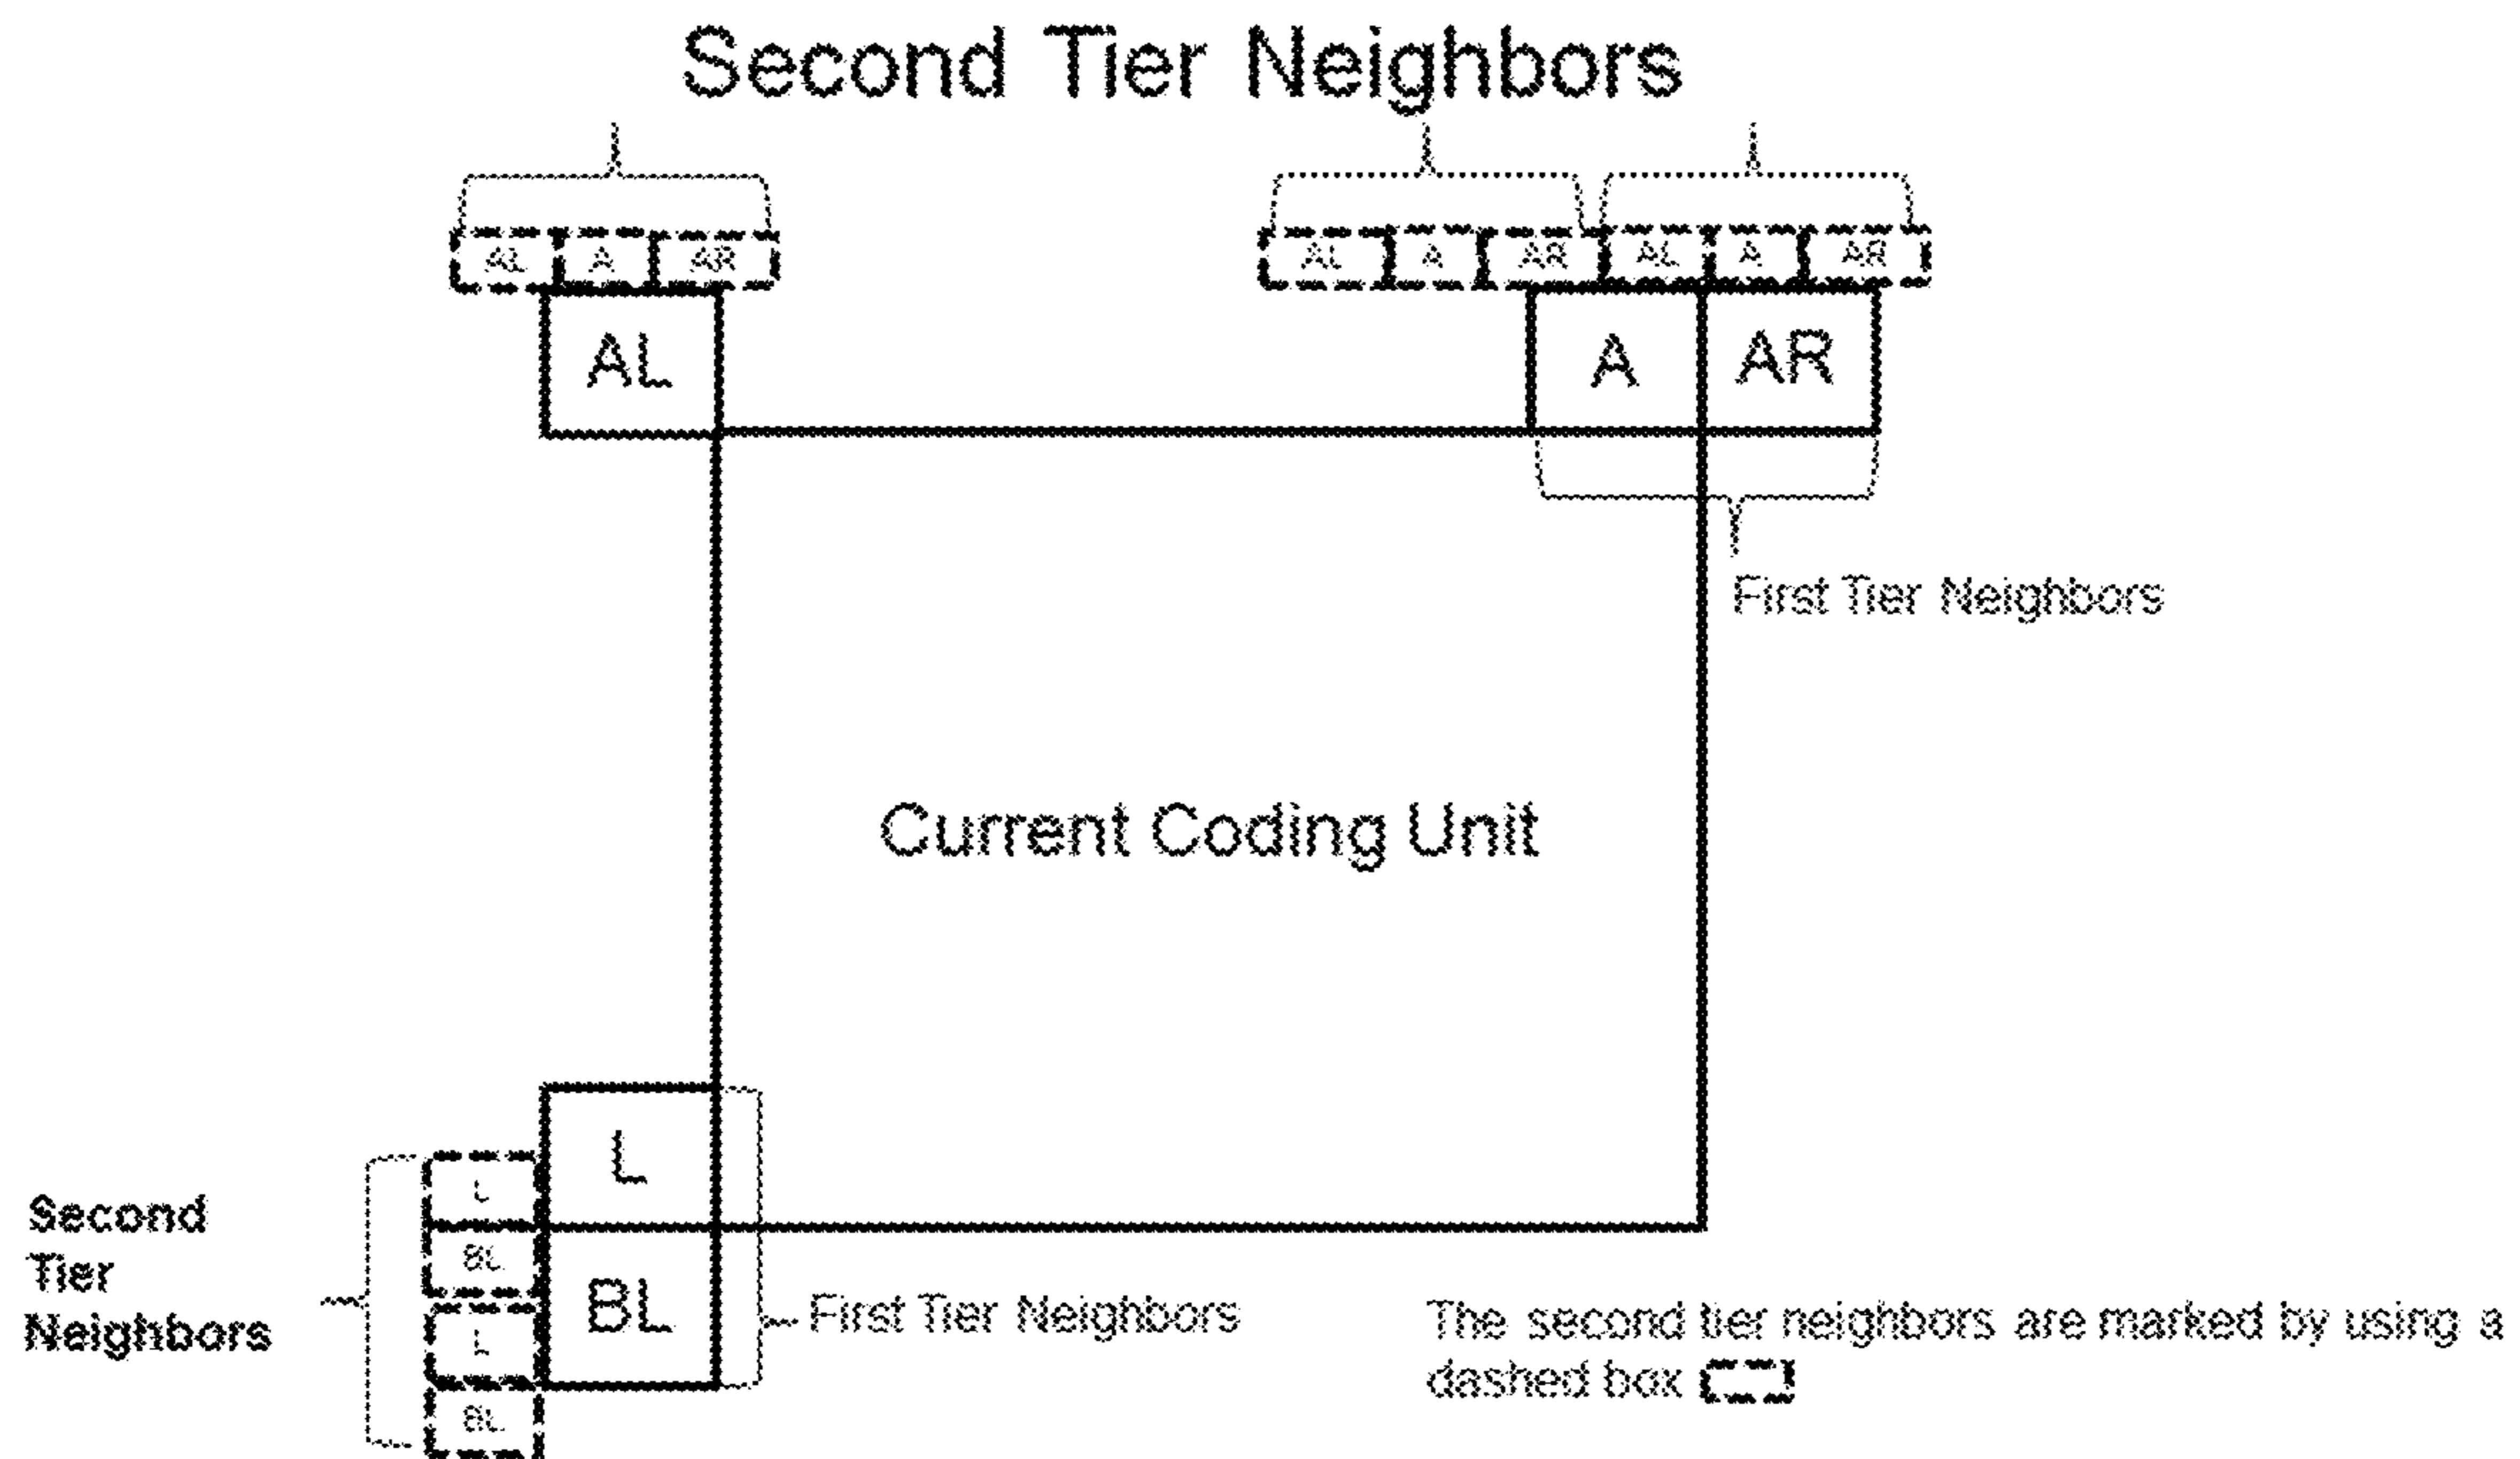 Second Tier Neighbors
AL A AR AL A AR AL A AR
AL A AR
First Tier Neighbors
Current Coding Unit
L
L
BL
BL
L
BL
Second
Tier
Neighbors
First Tier Neighbors
The second tier neighbors are marked by using a
dashed box